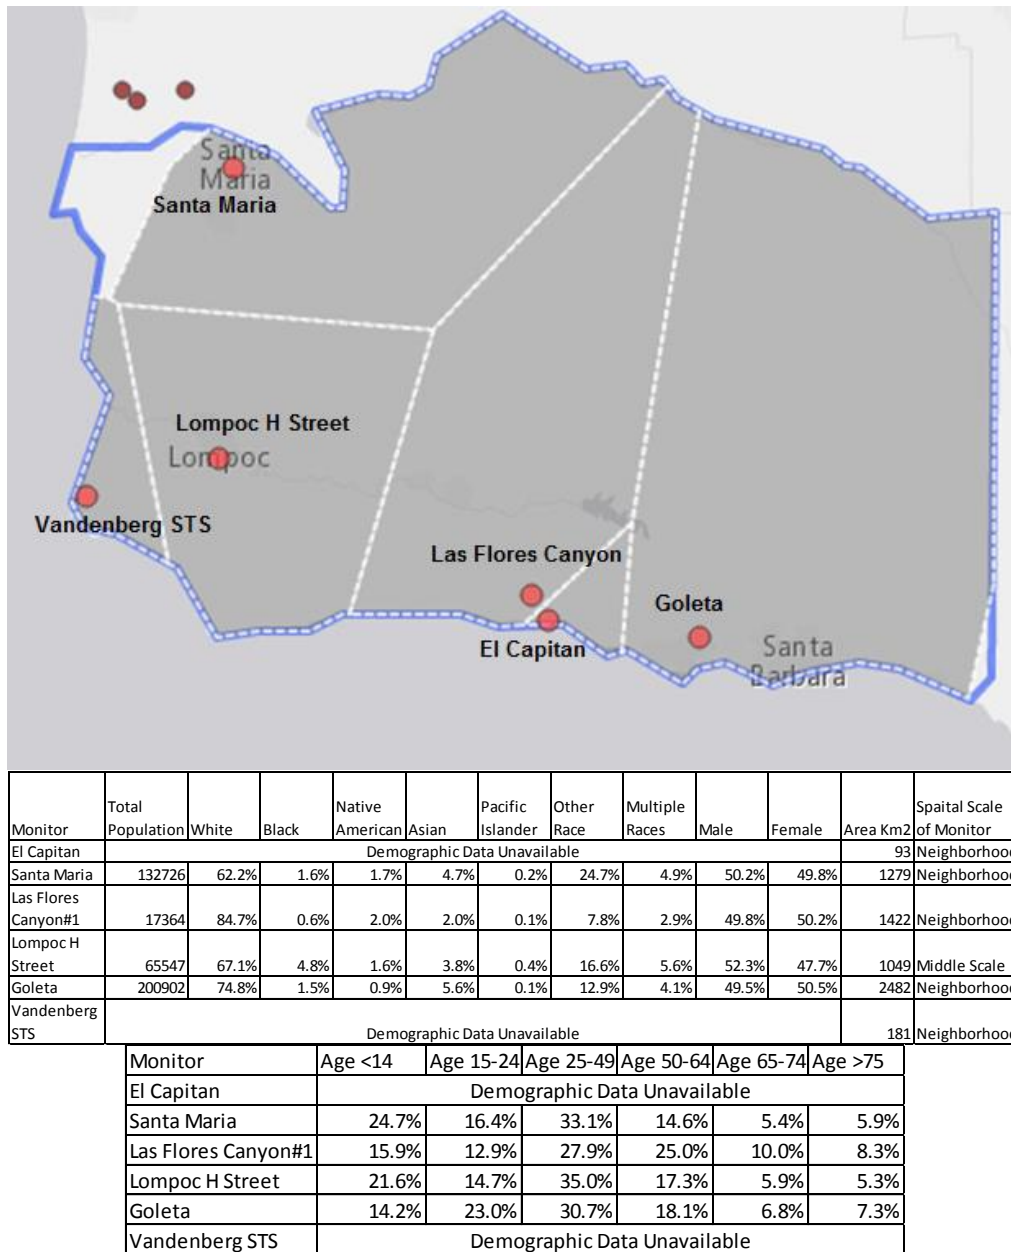 Santa
Maria
Santa Maria
Lompoc H Street
Lompoc
Vandenberg STS
Las Flores Canyon
Goleta
El Capitan
Santa
Barbara
Monitor Total Population White Black Native American Asian Pacific Islander Other Race Multiple Races Male Female Area Km2 Spaital Scale of Monitor
El Capitan Demographic Data Unavailable 93 Neighborhood
Santa Maria 132726 62.2% 1.6% 1.7% 4.7% 0.2% 24.7% 4.9% 50.2% 49.8% 1279 Neighborhood
Las Flores Canyon#1 17364 84.7% 0.6% 2.0% 2.0% 0.1% 7.8% 2.9% 49.8% 50.2% 1422 Neighborhood
Lompoc H Street 65547 67.1% 4.8% 1.6% 3.8% 0.4% 16.6% 5.6% 52.3% 47.7% 1049 Middle Scale
Goleta 200902 74.8% 1.5% 0.9% 5.6% 0.1% 12.9% 4.1% 49.5% 50.5% 2482 Neighborhood
Vandenberg STS Demographic Data Unavailable 181 Neighborhood
Monitor Age <14 Age 15-24 Age 25-49 Age 50-64 Age 65-74 Age >75
El Capitan Demographic Data Unavailable
Santa Maria 24.7% 16.4% 33.1% 14.6% 5.4% 5.9%
Las Flores Canyon#1 15.9% 12.9% 27.9% 25.0% 10.0% 8.3%
Lompoc H Street 21.6% 14.7% 35.0% 17.3% 5.9% 5.3%
Goleta 14.2% 23.0% 30.7% 18.1% 6.8% 7.3%
Vandenberg STS Demographic Data Unavailable